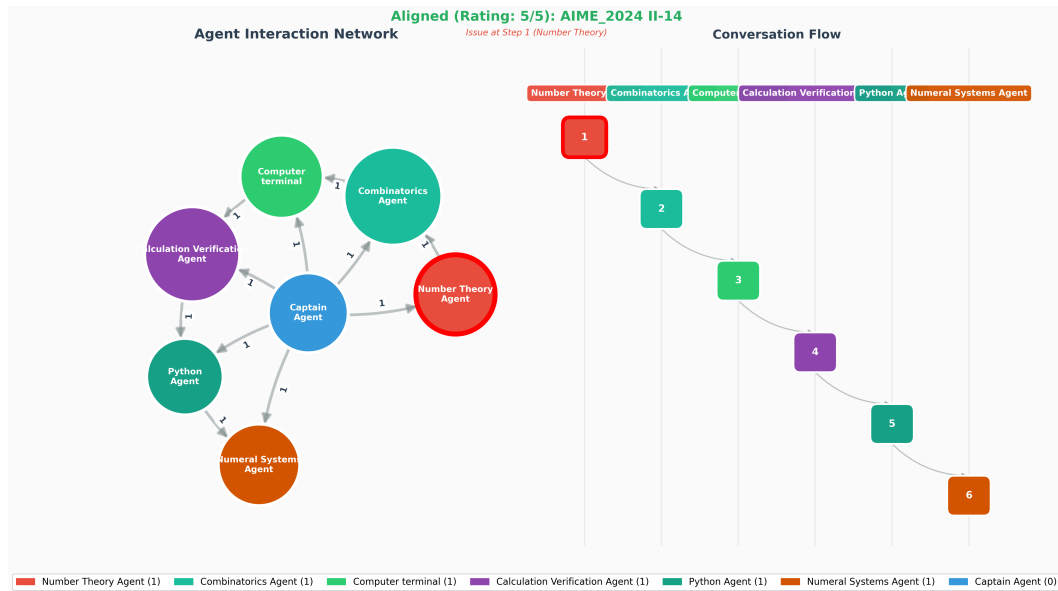 Aligned (Rating: 5/5): AIME_2024 II-14
Agent Interaction Network
Issue at Step 1 (Number Theory)
Conversation Flow
Number Theory
Combinatorics A
Compute
Calculation Verification
Python Ag
Numeral Systems Agent
1
2
3
4
5
6
Computer
terminal
Combinatorics
Agent
alculation Verificatio
Agent
Number Theory
Agent
Captain
Agent
Python
Agent
Numeral Systems
Agent
1
1
1
1
1
1
1
1
1
1
1
Number Theory Agent (1)
Combinatorics Agent (1)
Computer terminal (1)
Calculation Verification Agent (1)
Python Agent (1)
Numeral Systems Agent (1)
Captain Agent (0)